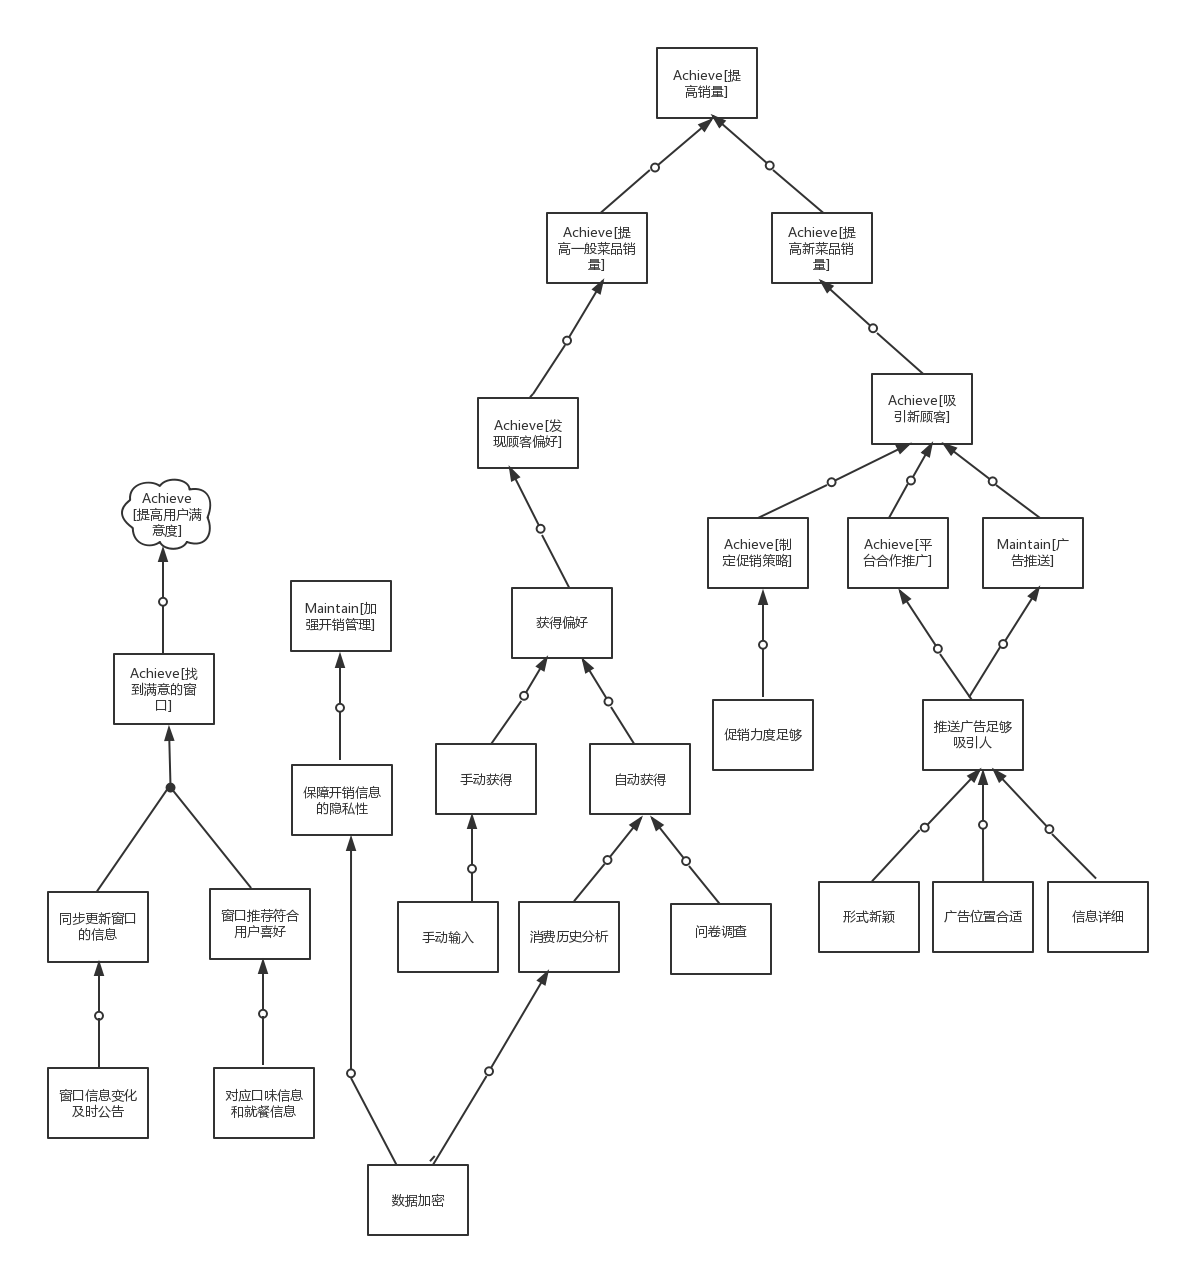 Achieve[提
高销量]
Achieve[提
高一般菜品销
量]
Achieve[提
高新菜品销
量]
Achieve[吸
引新顾客]
Achieve[发
现顾客偏好]
Achieve
[提高用户满
意度]
Achieve[制
定促销策略]
Achieve[平
台合作推广]
Maintain[广
告推送]
Maintain[加
强开销管理]
获得偏好
Achieve[找
到满意的窗
口]
促销力度足够
推送广告足够
吸引人
保障开销信息
的隐私性
手动获得
自动获得
同步更新窗口
的信息
窗口推荐符合
用户喜好
手动输入
消费历史分析
问卷调查
形式新颖
广告位置合适
信息详细
窗口信息变化
及时公告
对应口味信息
和就餐信息
数据加密